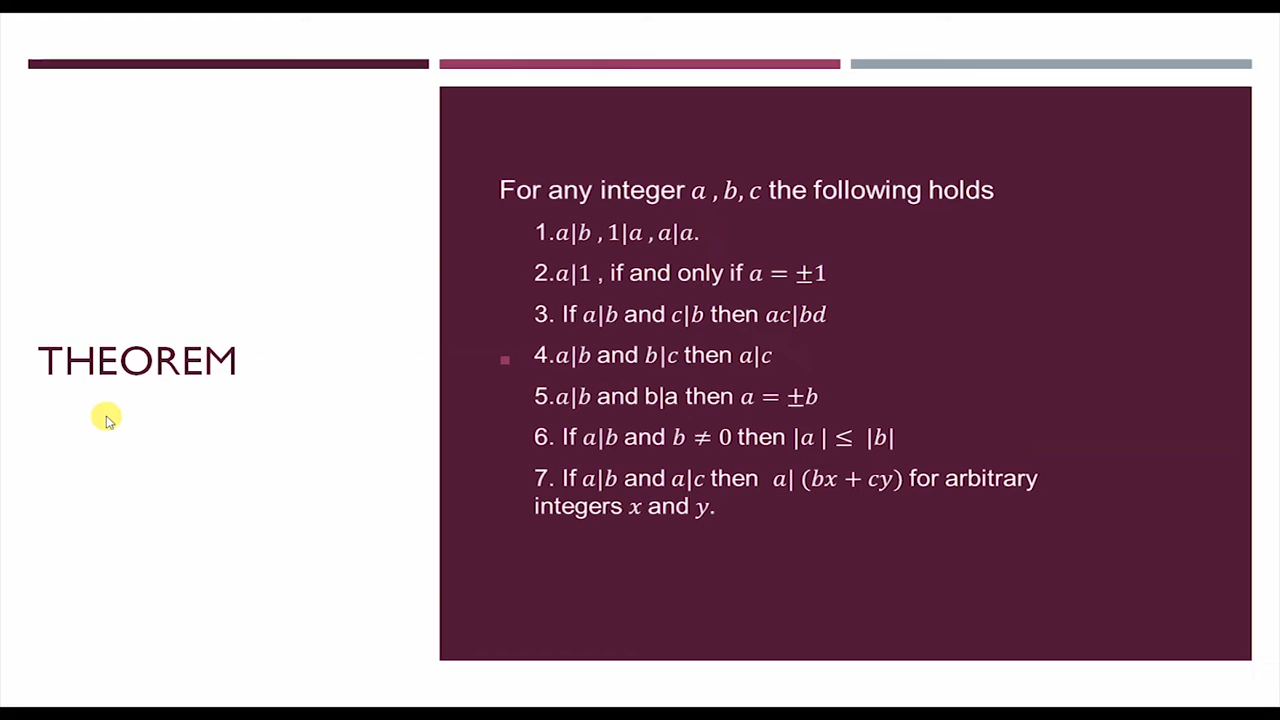 THEOREM
For any integer a , b, c the following holds
1.a|b , 1|a , a|a.
2.a|1 , if and only if a = ±1
3. If a|b and c|b then ac|bd
4.a|b and b|c then a|c
5.a|b and b|a then a = ±b
6. If a|b and b ≠ 0 then |a | ≤ |b|
7. If a|b and a|c then a| (bx + cy) for arbitrary
integers x and y.